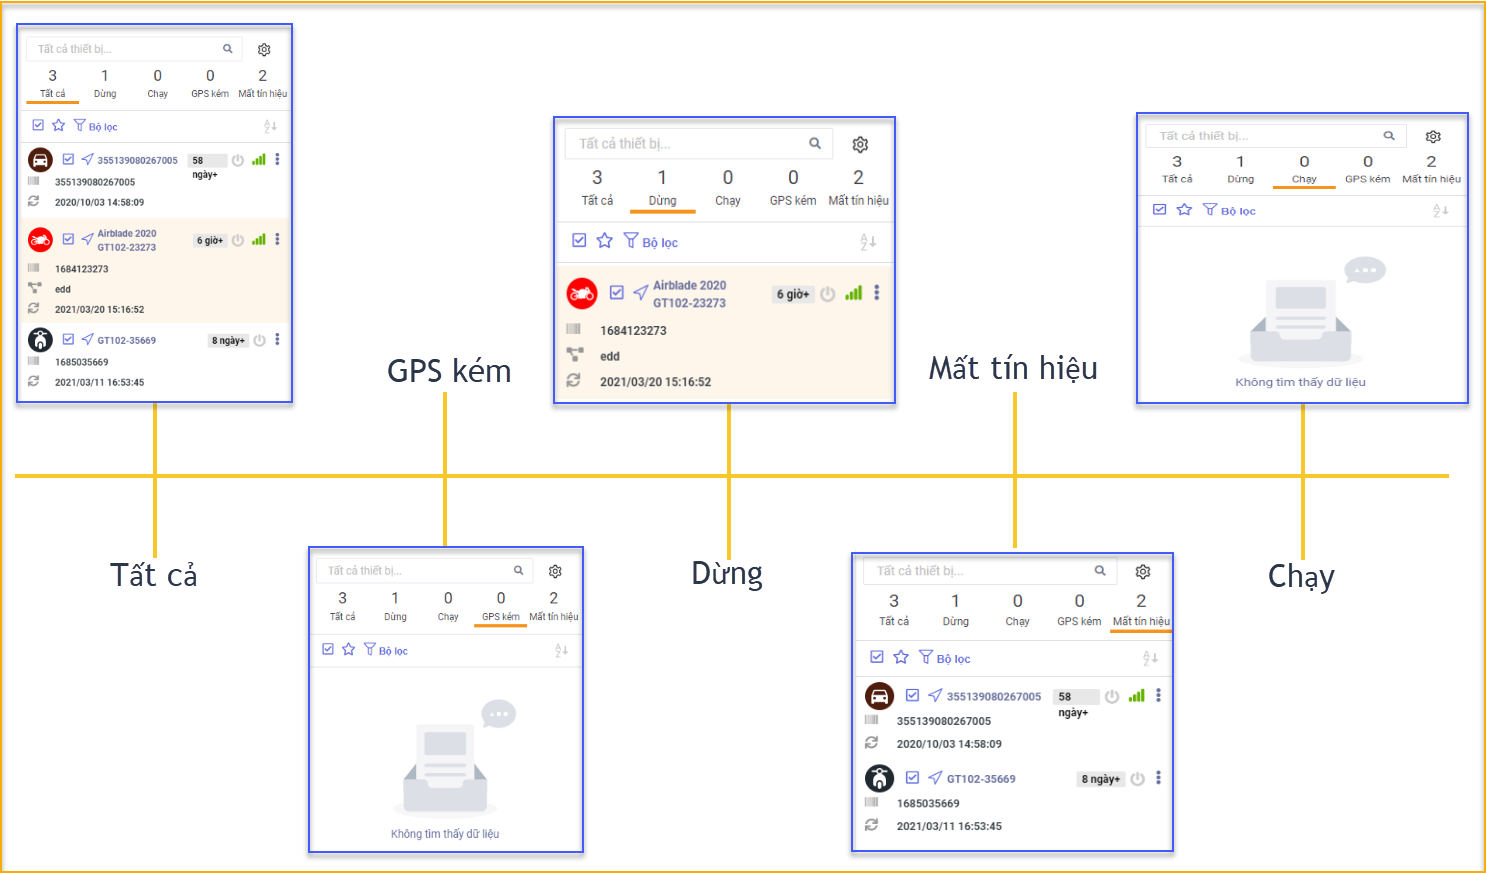 Tất cả thiết bị...
3 1 0 0 2
Tất cả Dừng Chạy GPS kém Mất tín hiệu
Bộ lọc
355139080267005 58 ngày+
355139080267005
2020/10/03 14:58:09
Airblade 2020
GT102-23273 6 giờ+
1684123273
edd
2021/03/20 15:16:52
GT102-35669 8 ngày+
1685035669
2021/03/11 16:53:45
Tất cả
GPS kém
Tất cả thiết bị...
3 1 0 0 2
Tất cả Dừng Chạy GPS kém Mất tín hiệu
Bộ lọc
Không tìm thấy dữ liệu
Tất cả thiết bị...
3 1 0 0 2
Tất cả Dừng Chạy GPS kém Mất tín hiệu
Bộ lọc
Airblade 2020
GT102-23273 6 giờ+
1684123273
edd
2021/03/20 15:16:52
Dừng
Mất tín hiệu
Tất cả thiết bị...
3 1 0 0 2
Tất cả Dừng Chạy GPS kém Mất tín hiệu
Bộ lọc
355139080267005 58 ngày+
355139080267005
2020/10/03 14:58:09
GT102-35669 8 ngày+
1685035669
2021/03/11 16:53:45
Tất cả thiết bị...
3 1 0 0 2
Tất cả Dừng Chạy GPS kém Mất tín hiệu
Bộ lọc
Không tìm thấy dữ liệu
Chạy